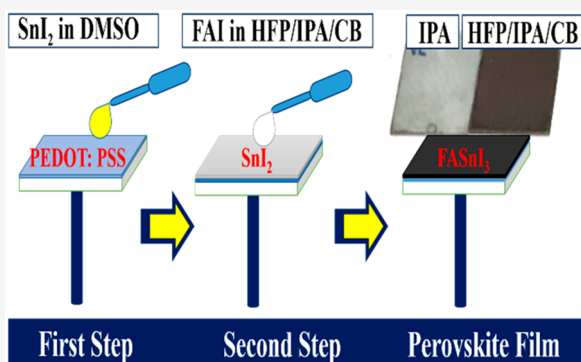 SnI₂ in DMSO
FAI in HFP/IPA/CB
IPA
HFP/IPA/CB
PEDOT: PSS
SnI₂
FASnI₃
First Step
Second Step
Perovskite Film